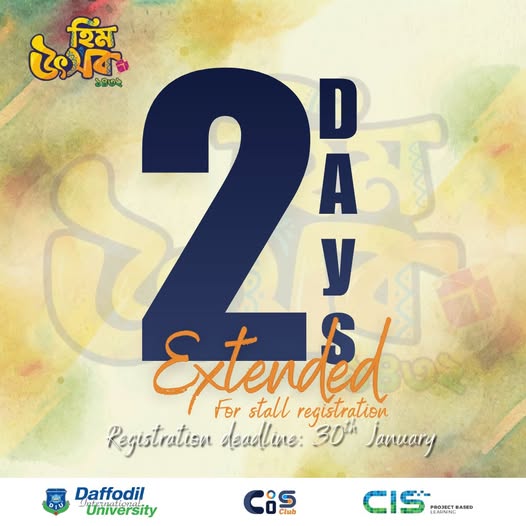 হিম
উৎসব
১৪৩২
2
DAyS
Extended
For stall registration
Registration deadline: 30th January
DIU
Daffodil
International
University
CIS
Club
CIS
PROJECT BASED
LEARNING